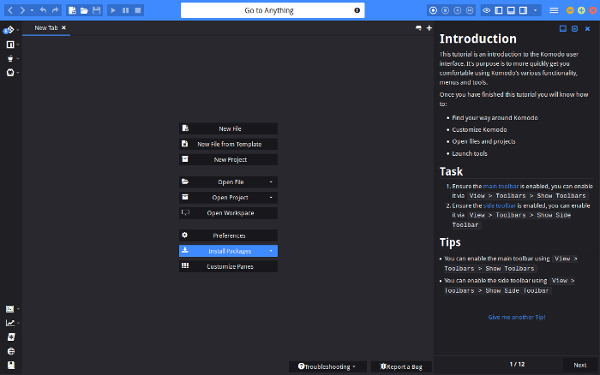 Go to Anything
New Tab
New File
New File from Template
New Project
Open File
Open Project
Open Workspace
Preferences
Install Packages
Customize Panes
Troubleshooting
Report a Bug
Introduction
This tutorial is an introduction to the Komodo user
interface. It's purpose is to more quickly get you
comfortable using Komodo's various functionality,
menus and tools.
Once you have finished this tutorial you will know how
to:
• Find your way around Komodo
• Customize Komodo
• Open files and projects
• Launch tools
Task
1. Ensure the main toolbar is enabled, you can enable
it via View > Toolbars > Show Toolbars
2. Ensure the side toolbar is enabled, you can enable
it via View > Toolbars > Show Side
Toolbar
Tips
• You can enable the main toolbar using View >
Toolbars > Show Toolbars
• You can enable the side toolbar using View >
Toolbars > Show Side Toolbar
Give me another Tip!
1 / 12
Next